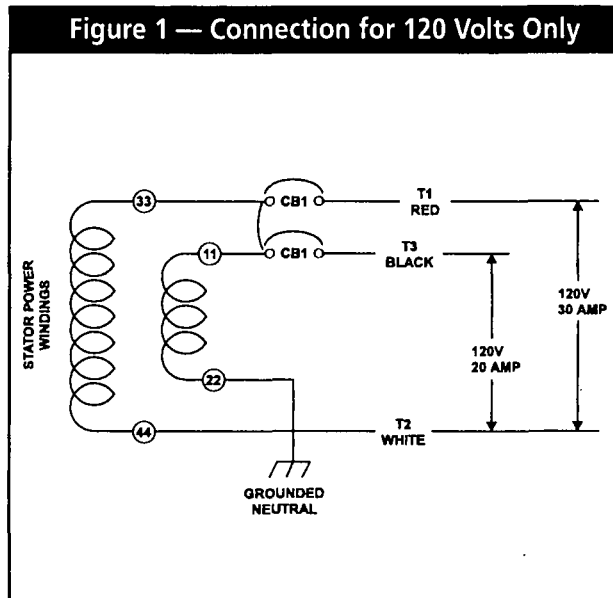 Figure 1 — Connection for 120 Volts Only
33
CB1
T1
RED
11
CB1
T3
BLACK
STATOR POWER
WINDINGS
120V
30 AMP
120V
20 AMP
22
44
T2
WHITE
GROUNDED
NEUTRAL